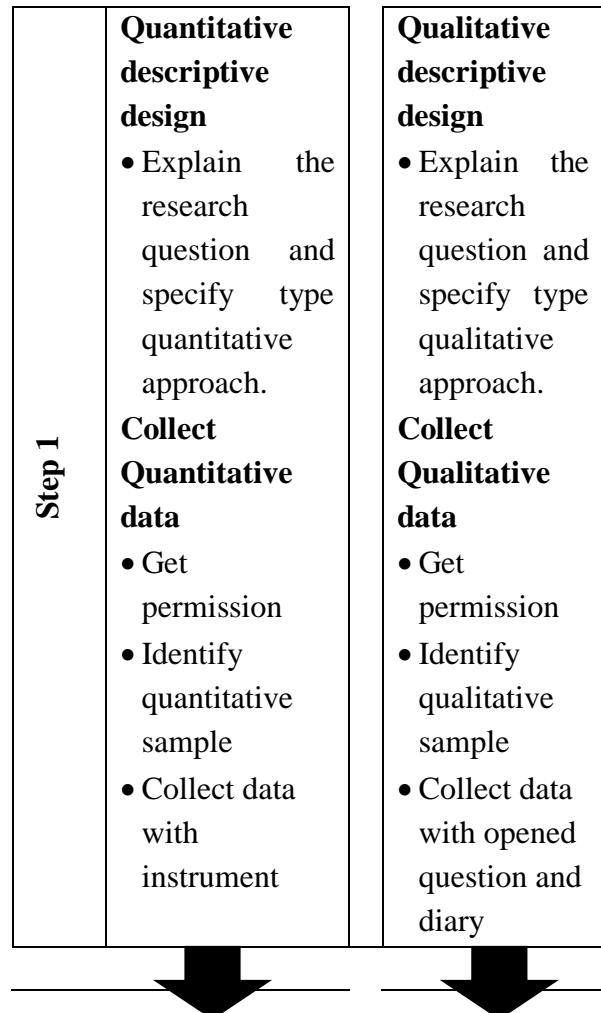 Step 1
Quantitative
descriptive
design
• Explain the
research
question and
specify type
quantitative
approach.
Collect
Quantitative
data
• Get
permission
• Identify
quantitative
sample
• Collect data
with
instrument
Qualitative
descriptive
design
• Explain the
research
question and
specify type
qualitative
approach.
Collect
Qualitative
data
• Get
permission
• Identify
qualitative
sample
• Collect data
with opened
question and
diary